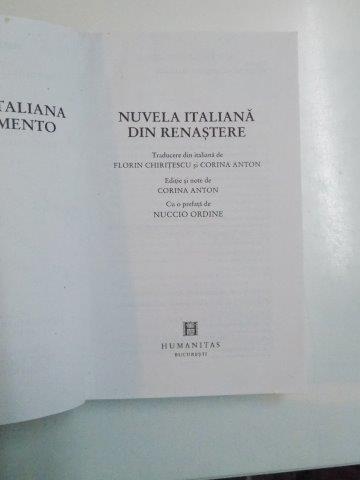 TALIANA
MENTO
NUVELA ITALIANĂ
DIN RENAȘTERE
Traducere din italiană de
FLORIN CHIRIȚESCU și CORINA ANTON
Ediție și note de
CORINA ANTON
Cu o prefață de
NUCCIO ORDINE
HUMANITAS
BUCUREȘTI